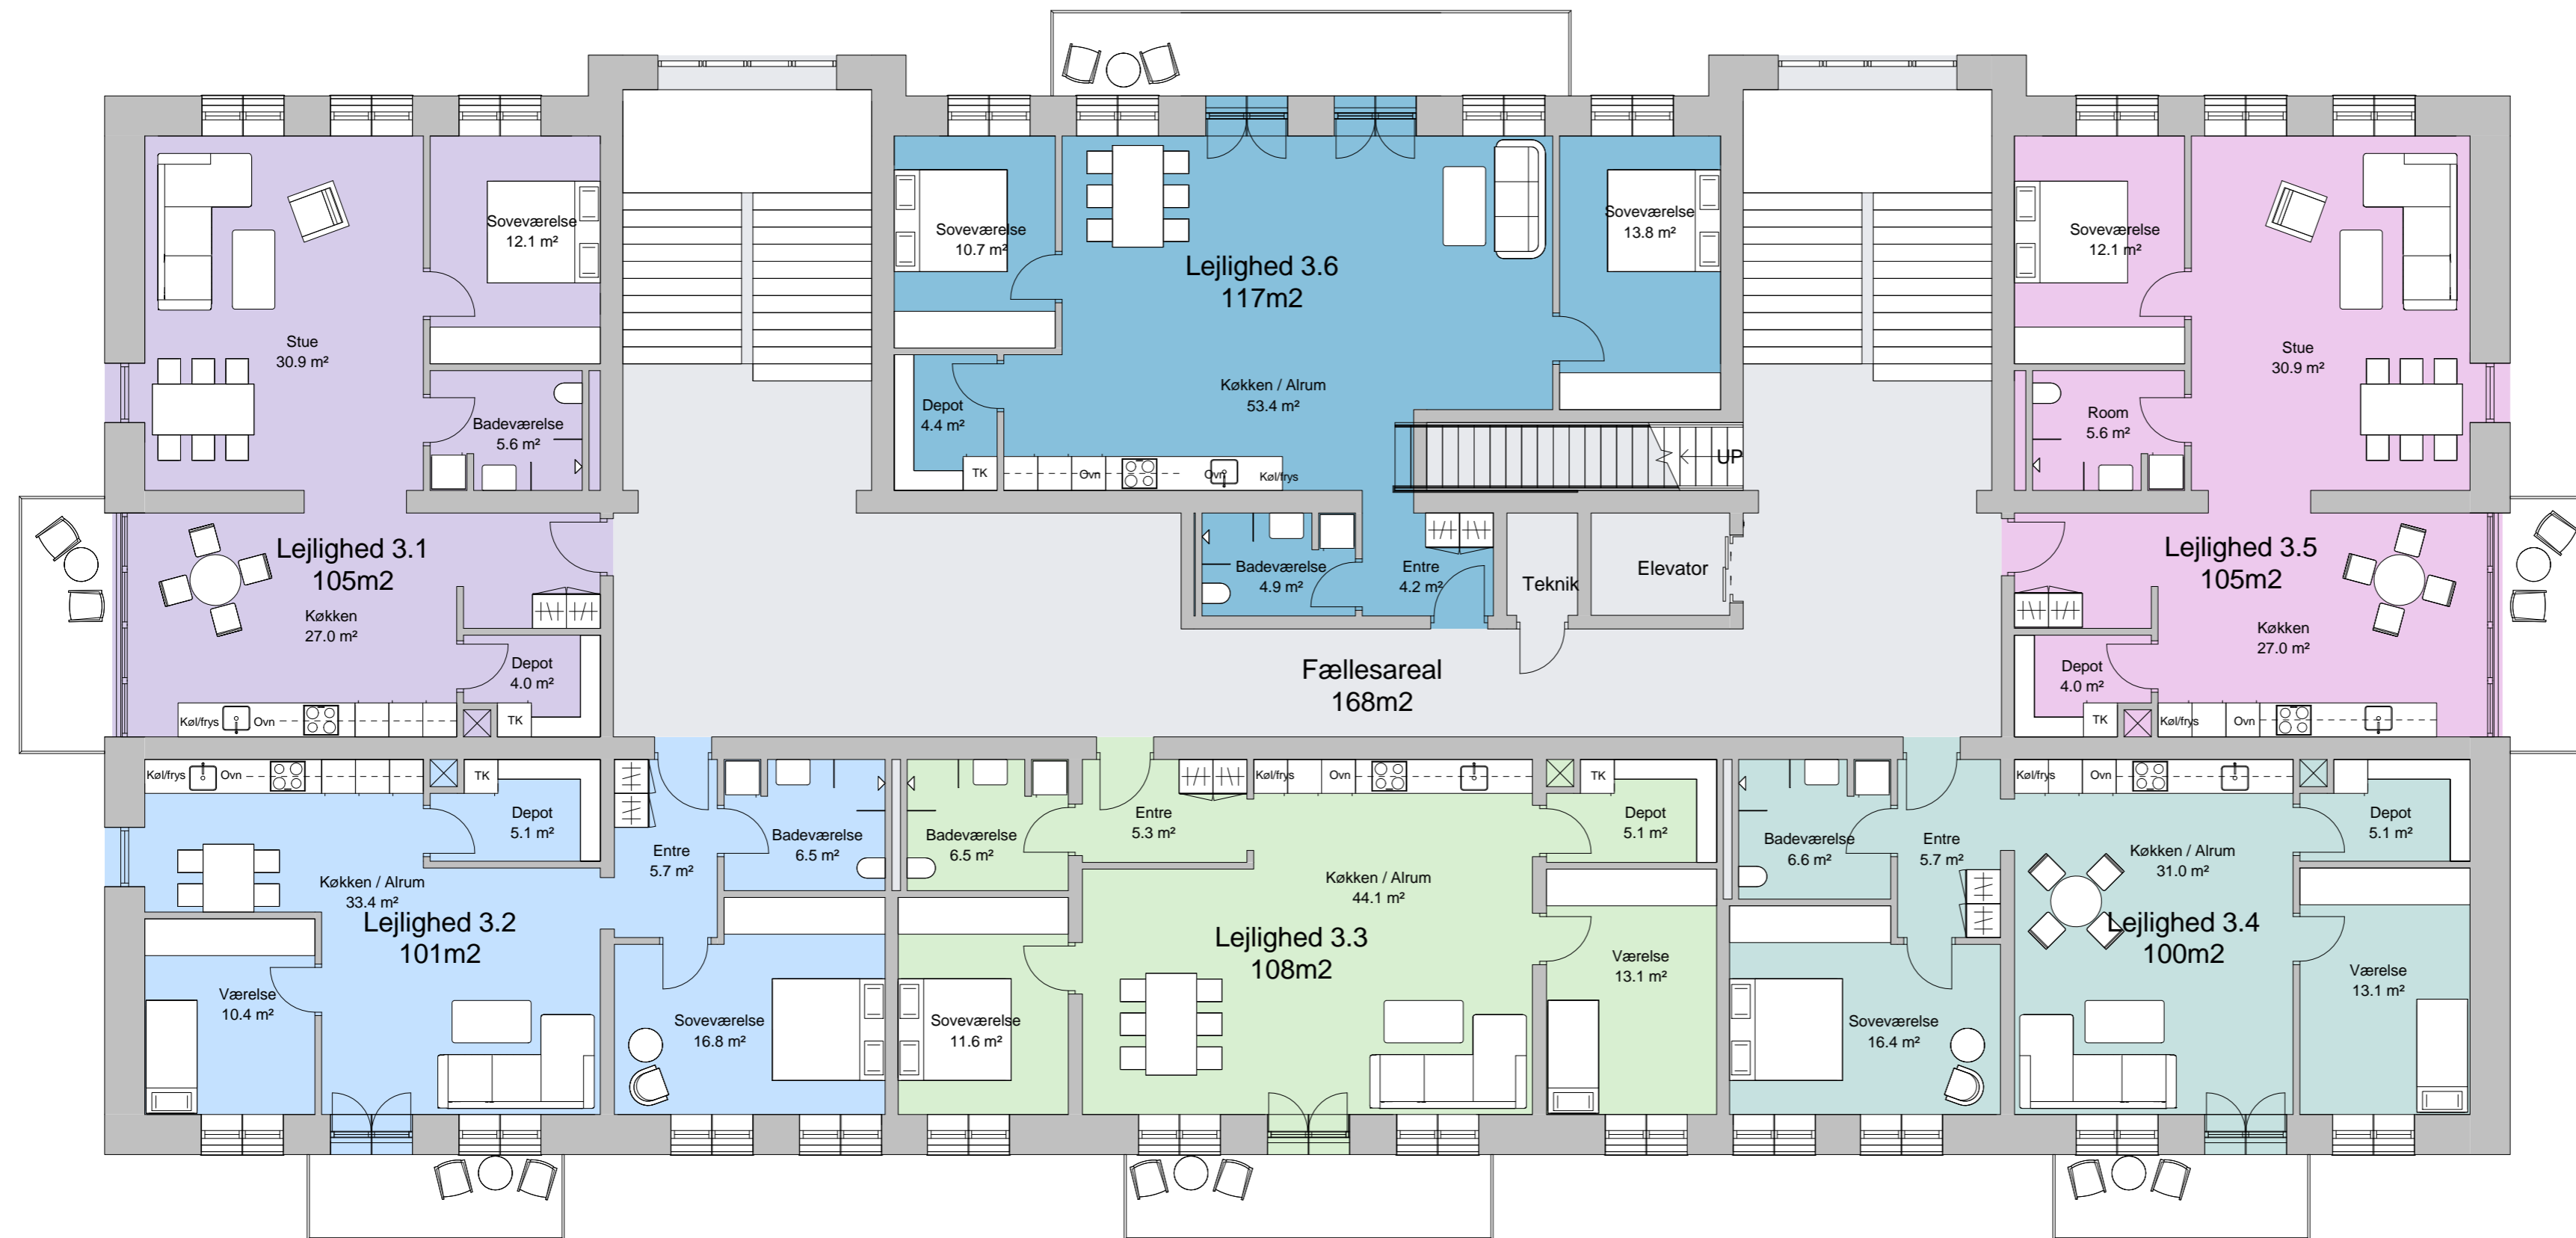 Soveværelse
12.1 m²
Stue
30.9 m²
Badeværelse
5.6 m²
Lejlighed 3.1
105m2
Køkken
27.0 m²
Depot
4.0 m²
Køl/frys
Ovn
TK
Soveværelse
10.7 m²
Lejlighed 3.6
117m2
Soveværelse
13.8 m²
Køkken / Alrum
53.4 m²
Depot
4.4 m²
TK
Ovn
Ovn
Køl/frys
UP
Badeværelse
4.9 m²
Entre
4.2 m²
Teknik
Elevator
Fællesareal
168m2
Soveværelse
12.1 m²
Stue
30.9 m²
Room
5.6 m²
Lejlighed 3.5
105m2
Køkken
27.0 m²
Depot
4.0 m²
TK
Køl/frys
Ovn
Køl/frys
Ovn
TK
Depot
5.1 m²
Køkken / Alrum
33.4 m²
Lejlighed 3.2
101m2
Værelse
10.4 m²
Entre
5.7 m²
Badeværelse
6.5 m²
Soveværelse
16.8 m²
Badeværelse
6.5 m²
Entre
5.3 m²
Køl/frys
Ovn
TK
Depot
5.1 m²
Køkken / Alrum
44.1 m²
Lejlighed 3.3
108m2
Soveværelse
11.6 m²
Værelse
13.1 m²
Badeværelse
6.6 m²
Entre
5.7 m²
Køl/frys
Ovn
Depot
5.1 m²
Køkken / Alrum
31.0 m²
Lejlighed 3.4
100m2
Soveværelse
16.4 m²
Værelse
13.1 m²